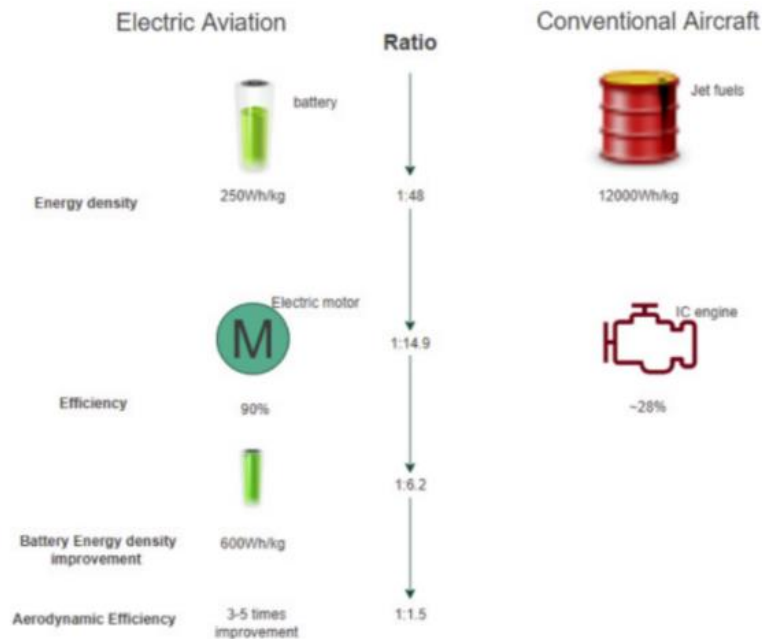 Electric Aviation
Ratio
Conventional Aircraft
battery
Jet fuels
Energy density
250Wh/kg
1:48
12000Wh/kg
Electric motor
M
IC engine
1:14.9
Efficiency
90%
~28%
1:6.2
Battery Energy density
improvement
600Wh/kg
Aerodynamic Efficiency
3-5 times
improvement
1:1.5